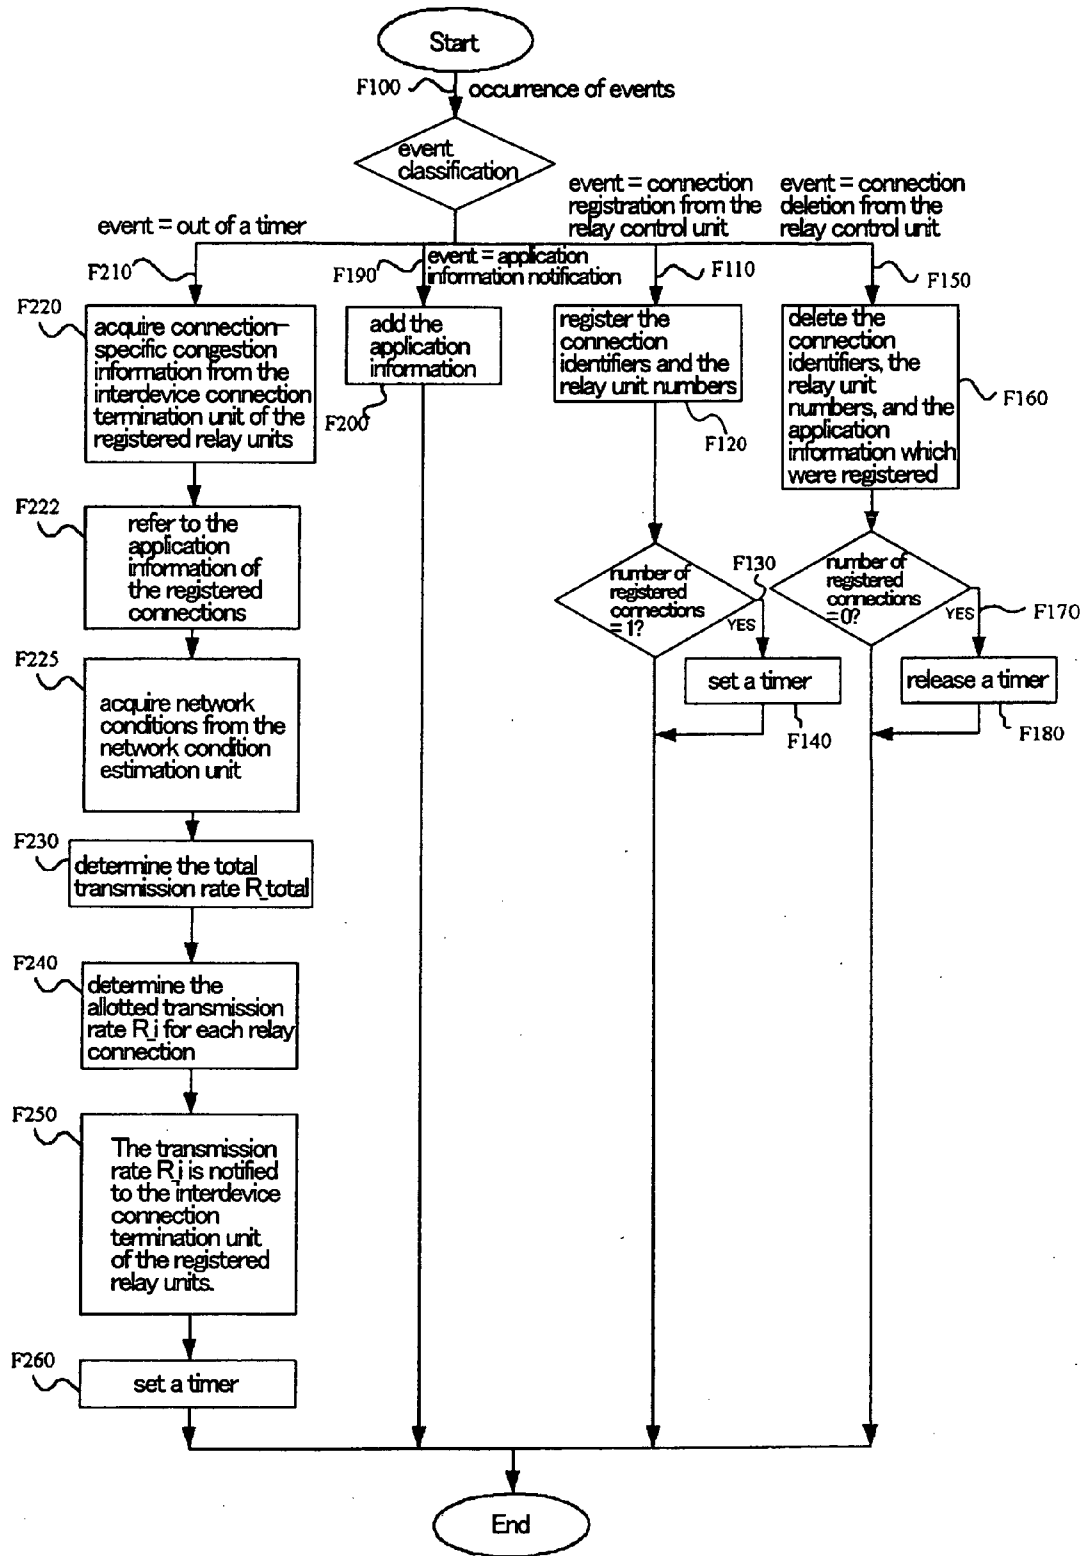 Start
F100
occurrence of events
event
classification
event = out of a timer
F210
F190
event = application
information notification
event = connection
registration from the
relay control unit
F110
event = connection
deletion from the
relay control unit
F150
F220
acquire connection-
specific congestion
information from the
interdevice connection
termination unit of the
registered relay units
add the
application
information
F200
register the
connection
identifiers and the
relay unit numbers
F120
delete the
connection
identifiers, the
relay unit
numbers, and the
application
information which
were registered
F160
F222
refer to the
application
information of
the registered
connections
number of
registered
connections
= 1?
F130
YES
number of
registered
connections
=0?
YES
F170
F225
acquire network
conditions from the
network condition
estimation unit
set a timer
F140
release a timer
F180
F230
determine the total
transmission rate R_total
F240
determine the
allotted transmission
rate R_i for each relay
connection
F250
The transmission
rate R_i is notified
to the interdevice
connection
termination unit
of the registered
relay units.
F260
set a timer
End